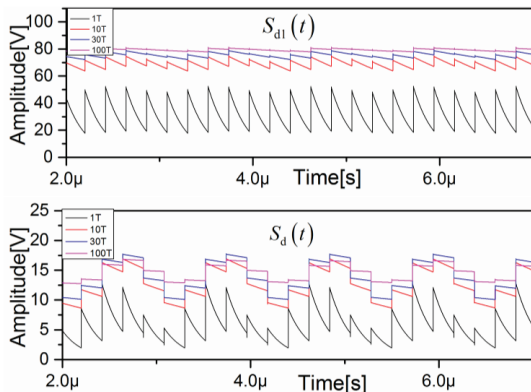 S_d1(t)
1T
10T
30T
100T
Amplitude[V]
100
80
60
40
20
0
2.0µ
4.0µ
6.0µ
Time[s]
S_d(t)
1T
10T
30T
100T
Amplitude[V]
25
20
15
10
5
0
2.0µ
4.0µ
6.0µ
Time[s]